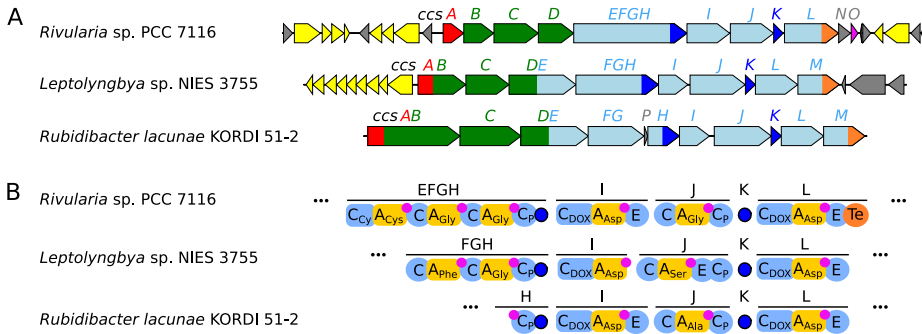 A
ccs A B C D EFGH I J K L N O
Rivularia sp. PCC 7116
ccs A B C D E FGH I J K L M
Leptolyngbya sp. NIES 3755
ccs A B C D E FG P H I J K L M
Rubidibacter lacunae KORDI 51-2
B
Rivularia sp. PCC 7116
EFGH I J K L
... CCy ACys C AGly C AGly CP CDOX AAsp E C AGly CP CDOX AAsp E Te ...
Leptolyngbya sp. NIES 3755
FGH I J K L
... C APhe C AGly CP CDOX AAsp C ASer E CP CDOX AAsp E ...
H I J K L
... CP CDOX AAsp E C AAla CP CDOX AAsp E ...
Rubidibacter lacunae KORDI 51-2